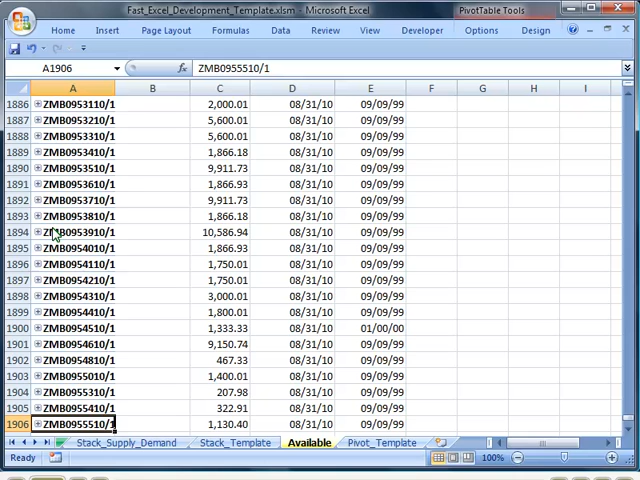 Fast_Excel_Development_Template.xlsm - Microsoft Excel PivotTable Tools
Home Insert Page Layout Formulas Data Review View Developer Options Design
A1906 fx ZMB0955510/1
A B C D E F G H I
1886 ZMB0953110/1 2,000.01 08/31/10 09/09/99
1887 ZMB0953210/1 5,600.01 08/31/10 09/09/99
1888 ZMB0953310/1 5,600.01 08/31/10 09/09/99
1889 ZMB0953410/1 1,866.18 08/31/10 09/09/99
1890 ZMB0953510/1 9,911.73 08/31/10 09/09/99
1891 ZMB0953610/1 1,866.93 08/31/10 09/09/99
1892 ZMB0953710/1 9,911.73 08/31/10 09/09/99
1893 ZMB0953810/1 1,866.18 08/31/10 09/09/99
1894 ZMB0953910/1 10,586.94 08/31/10 09/09/99
1895 ZMB0954010/1 1,866.93 08/31/10 09/09/99
1896 ZMB0954110/1 1,750.01 08/31/10 09/09/99
1897 ZMB0954210/1 1,750.01 08/31/10 09/09/99
1898 ZMB0954310/1 3,000.01 08/31/10 09/09/99
1899 ZMB0954410/1 1,800.01 08/31/10 09/09/99
1900 ZMB0954510/1 1,333.33 08/31/10 01/00/00
1901 ZMB0954610/1 9,150.74 08/31/10 09/09/99
1902 ZMB0954810/1 467.33 08/31/10 09/09/99
1903 ZMB0955010/1 1,400.01 08/31/10 09/09/99
1904 ZMB0955310/1 207.98 08/31/10 09/09/99
1905 ZMB0955410/1 322.91 08/31/10 09/09/99
1906 ZMB0955510/1 1,130.40 08/31/10 09/09/99
Stack_Supply_Demand Stack_Template Available Pivot_Template
Ready 100%